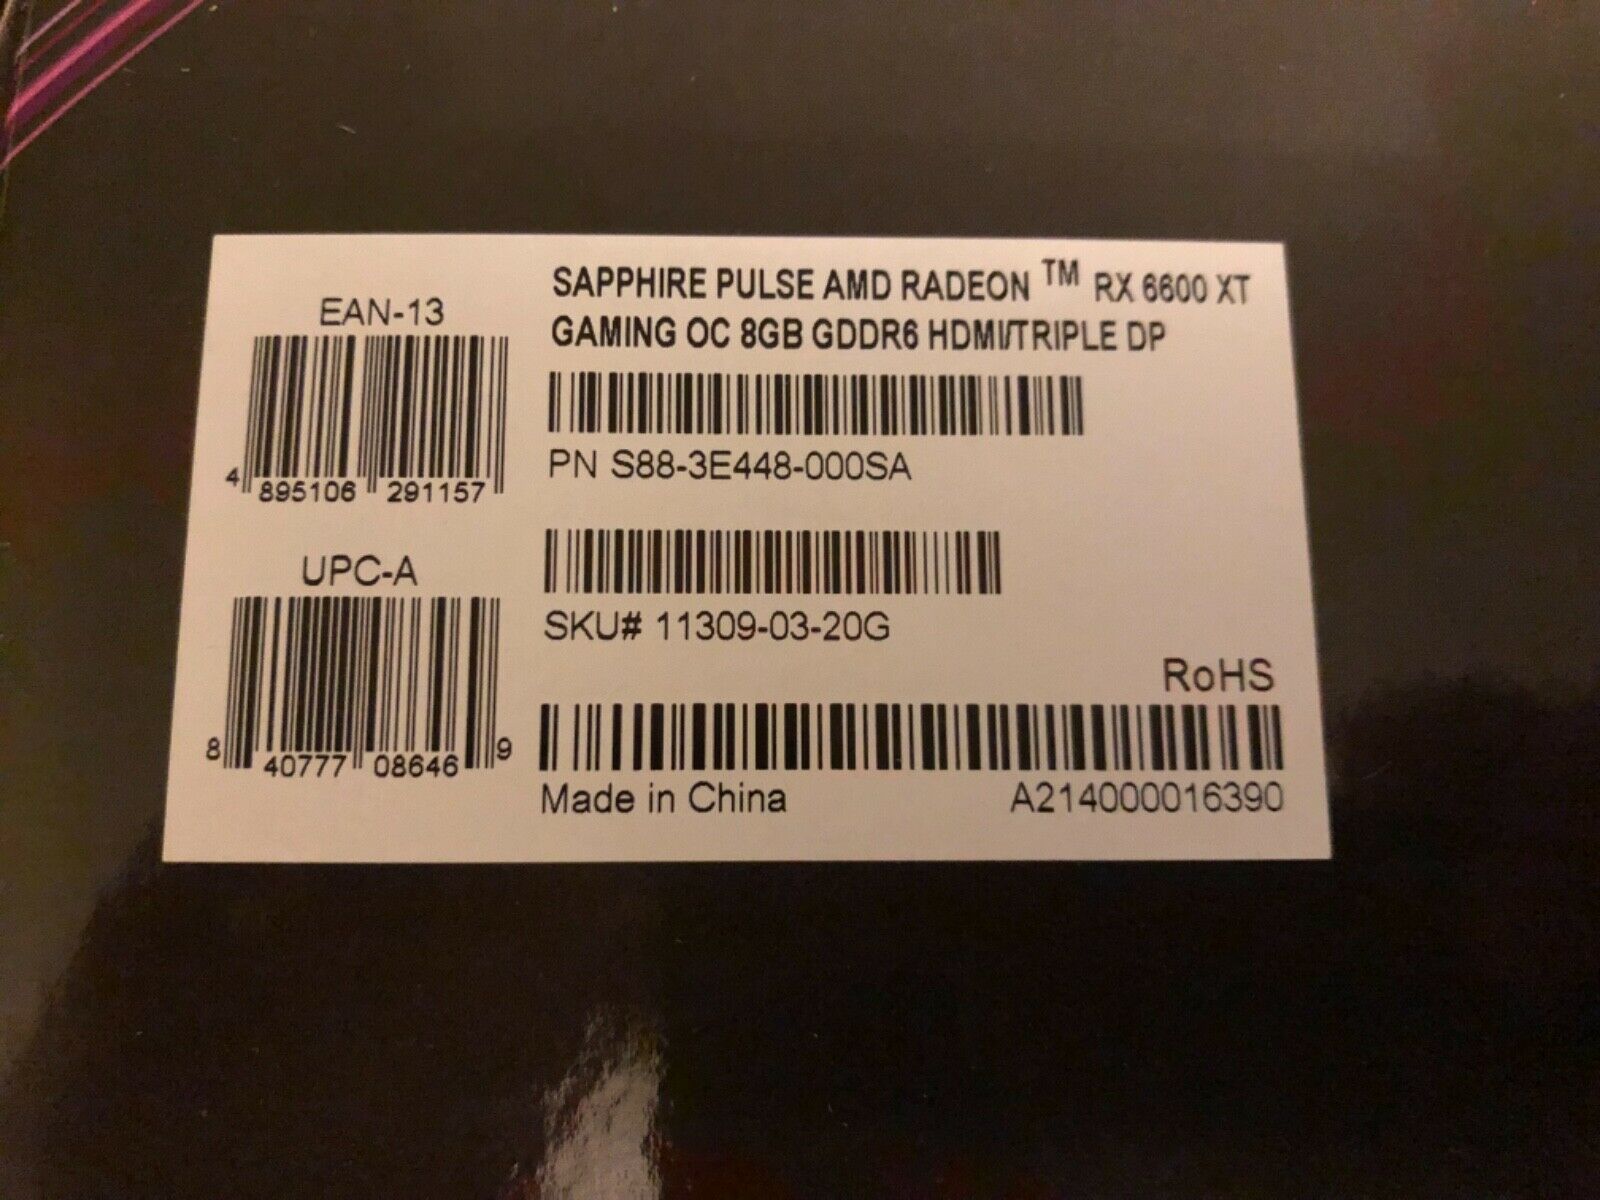 SAPPHIRE PULSE AMD RADEON ™ RX 6600 XT
GAMING OC 8GB GDDR6 HDMI/TRIPLE DP
EAN-13
4 895106 291157
PN S88-3E448-000SA
UPC-A
8 40777 08646 9
SKU# 11309-03-20G
RoHS
Made in China A214000016390